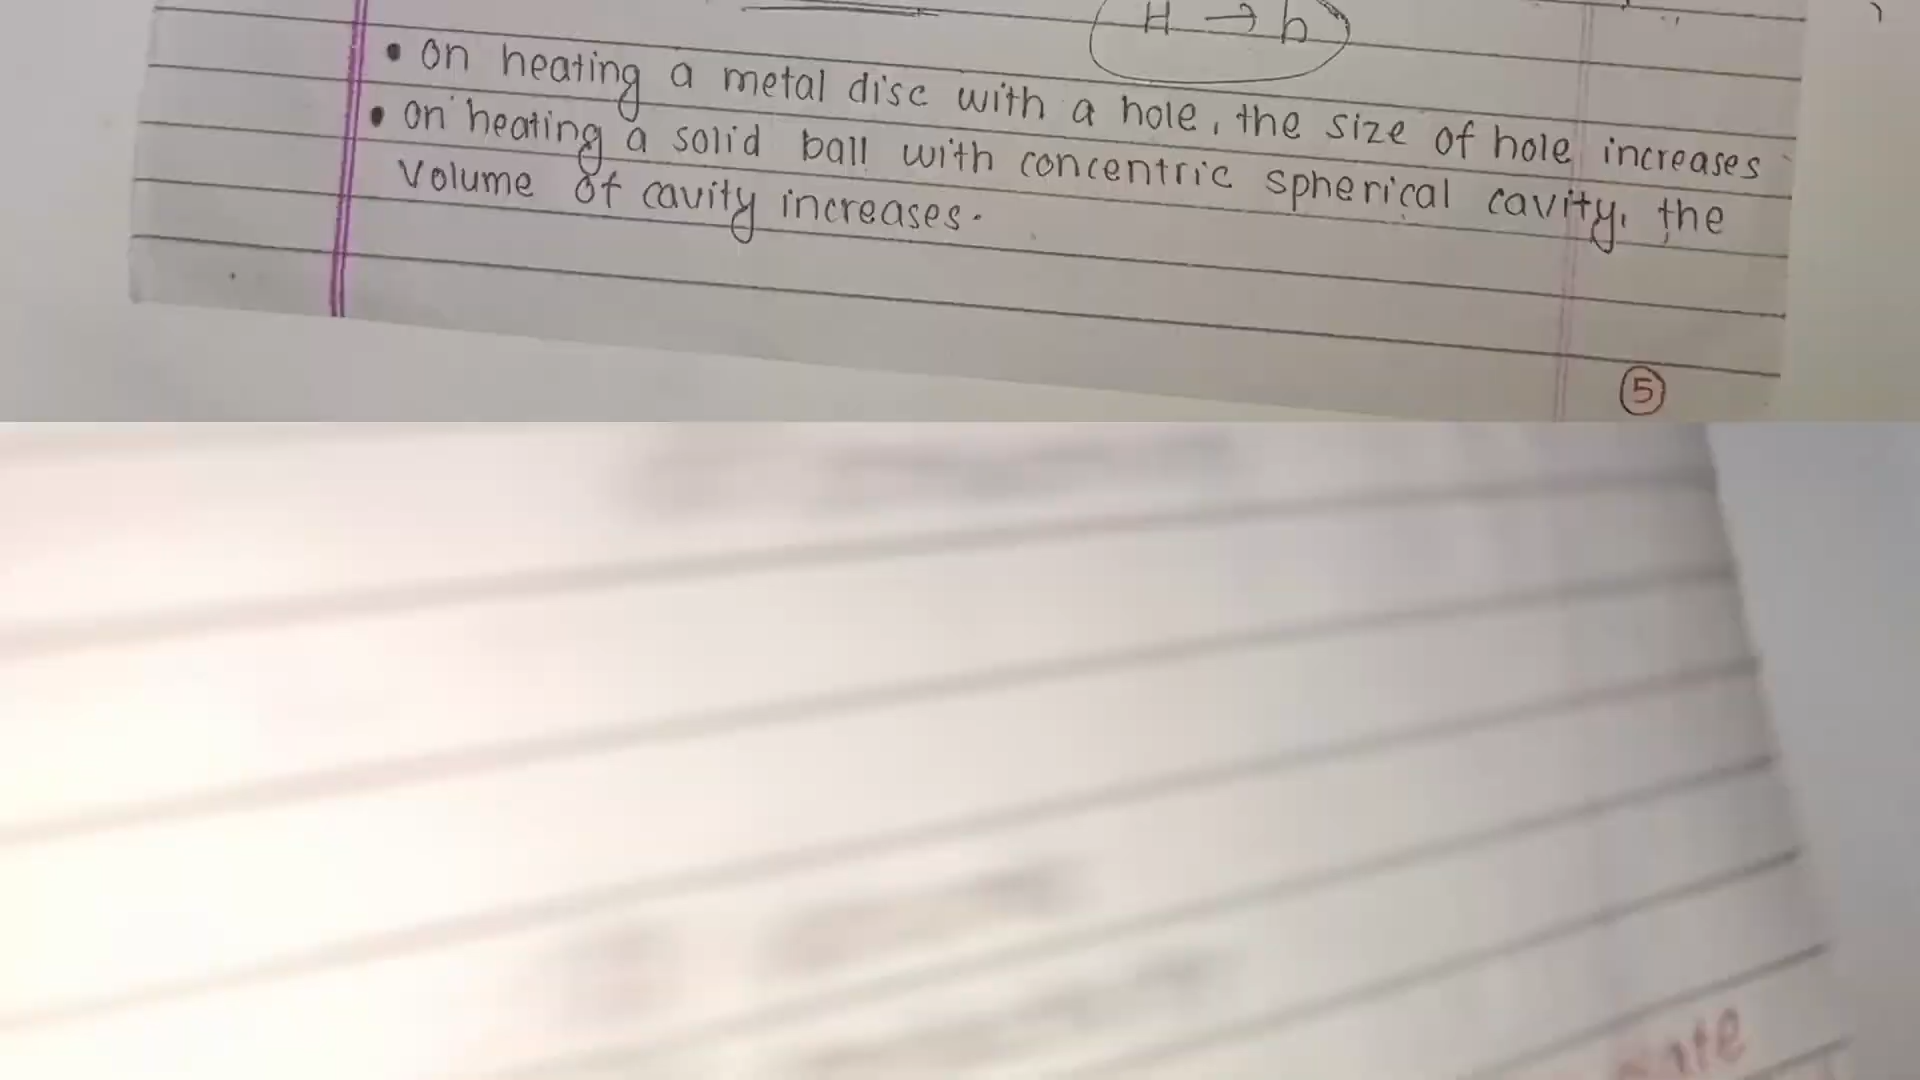 H → h
• on heating a metal disc with a hole, the size of hole increases
• on heating a solid ball with concentric spherical cavity, the
Volume of cavity increases.
5